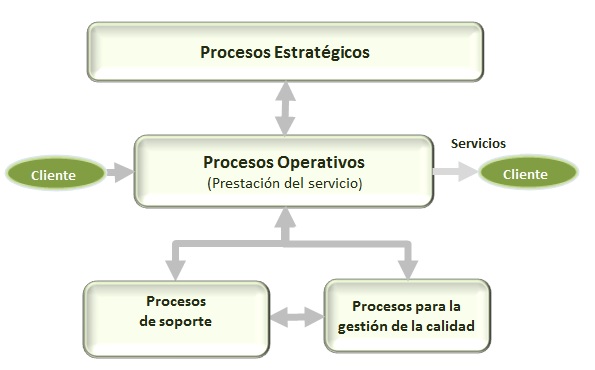 Procesos Estratégicos
Servicios
Procesos Operativos
(Prestación del servicio)
Cliente
Cliente
Procesos
de soporte
Procesos para la
gestión de la calidad